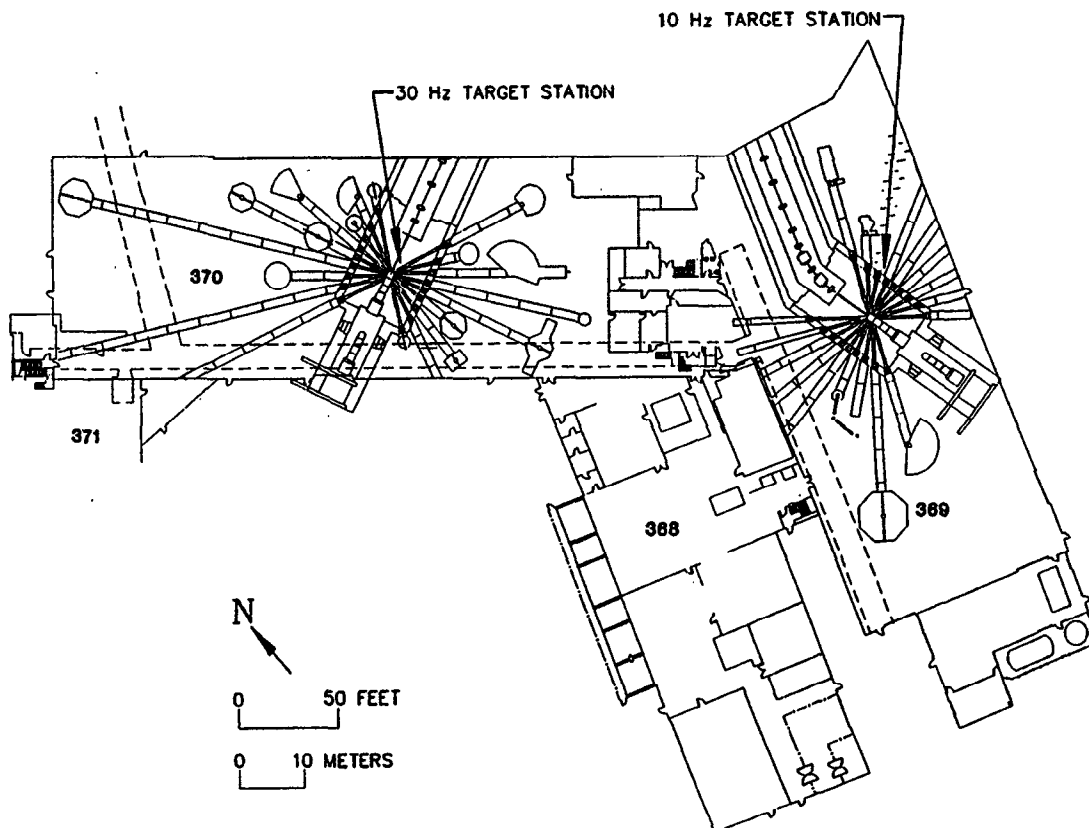 10 Hz TARGET STATION
30 Hz TARGET STATION
370
371
368
369
N
0 50 FEET
0 10 METERS